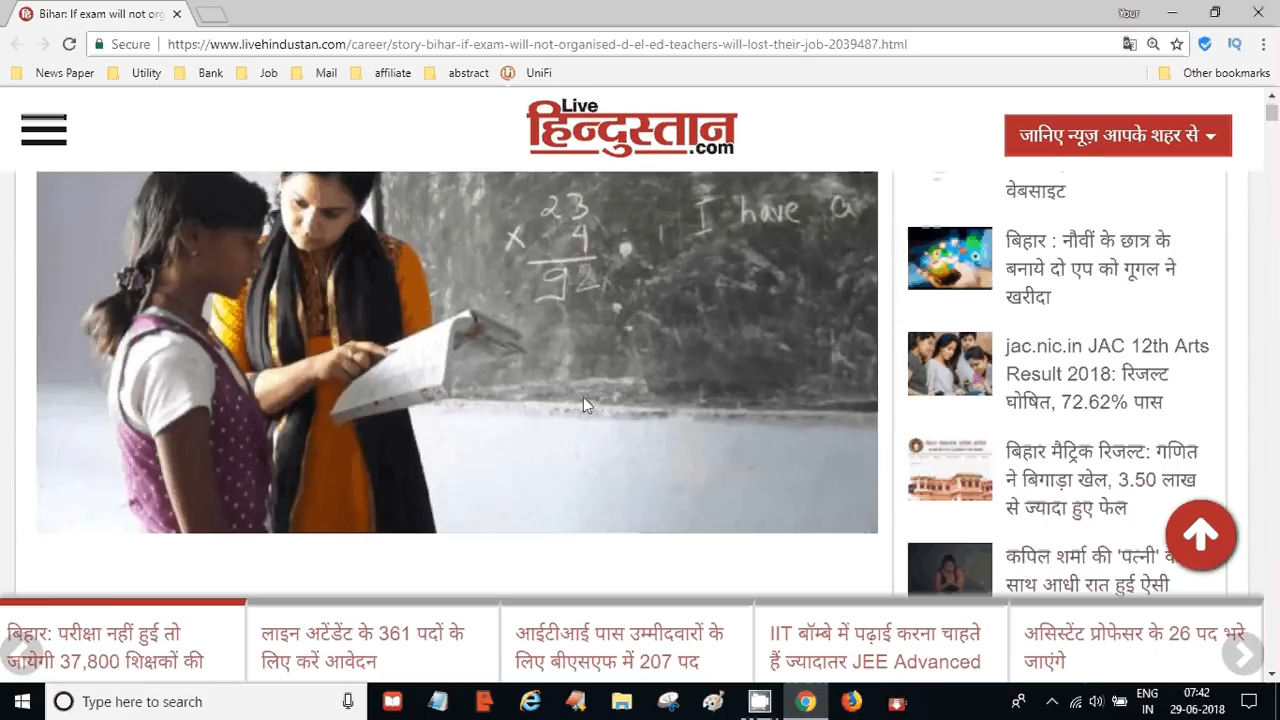 Bihar: If exam will not org
Your
Secure
https://www.livehindustan.com/career/story-bihar-if-exam-will-not-organised-d-el-ed-teachers-will-lost-their-job-2039487.html
News Paper
Utility
Bank
Job
Mail
affiliate
abstract
UniFi
Other bookmarks
Live
हिन्दुस्तान
.com
जानिए न्यूज़ आपके शहर से
23
× 4
92
I have a
वेबसाइट
बिहार : नौवीं के छात्र के
बनाये दो एप को गूगल ने
खरीदा
jac.nic.in JAC 12th Arts
Result 2018: रिजल्ट
घोषित, 72.62% पास
बिहार मैट्रिक रिजल्ट: गणित
ने बिगाड़ा खेल, 3.50 लाख
से ज्यादा हुए फेल
कपिल शर्मा की 'पत्नी'
साथ आधी रात हुई ऐसी
बिहार: परीक्षा नहीं हुई तो
जायेगी 37,800 शिक्षकों की
लाइन अटेंडेंट के 361 पदों के
लिए करें आवेदन
आईटीआई पास उम्मीदवारों के
लिए बीएसएफ में 207 पद
IIT बॉम्बे में पढ़ाई करना चाहते
हैं ज्यादातर JEE Advanced
असिस्टेंट प्रोफेसर के 26 पद भरे
जाएंगे
Type here to search
ENG
IN
07:42
29-06-2018